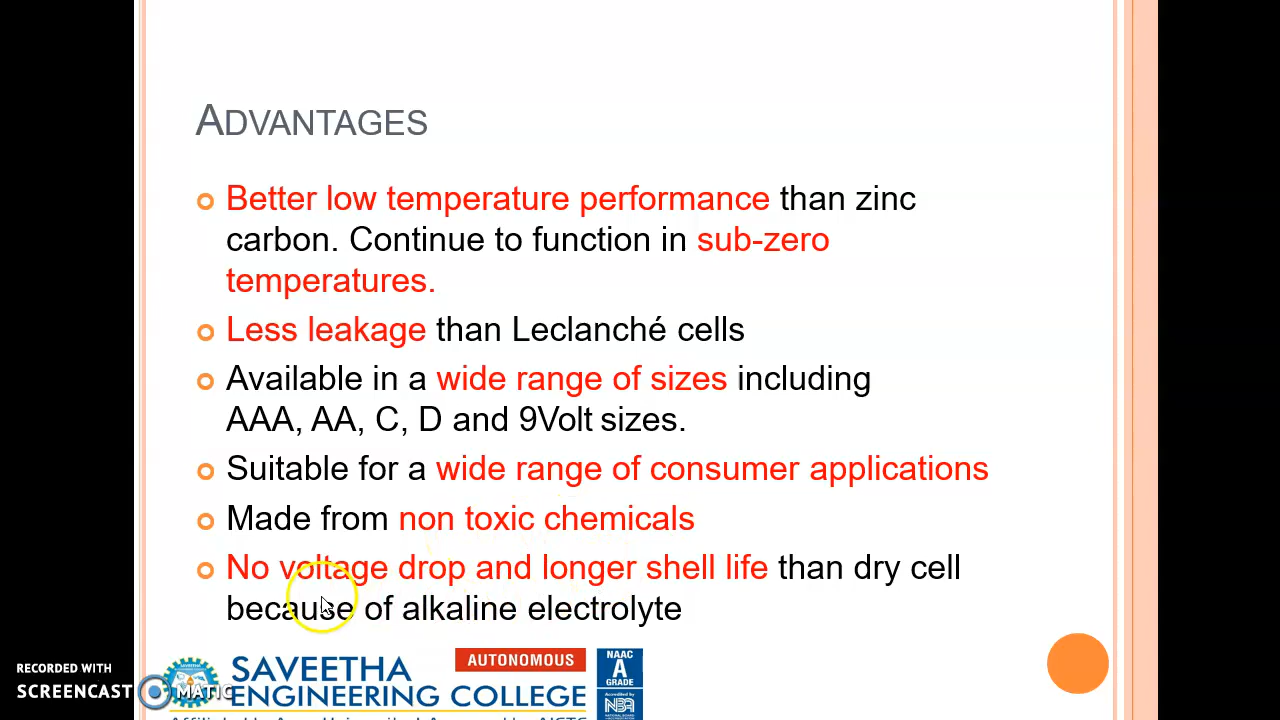 ADVANTAGES
Better low temperature performance than zinc
carbon. Continue to function in sub-zero
temperatures.
Less leakage than Leclanché cells
Available in a wide range of sizes including
AAA, AA, C, D and 9Volt sizes.
Suitable for a wide range of consumer applications
Made from non toxic chemicals
No voltage drop and longer shell life than dry cell
because of alkaline electrolyte
SAVEETHA
ENGINEERING COLLEGE
AUTONOMOUS
NAAC
A
GRADE
Accredited by
NBA
RECORDED WITH
SCREENCAST MATIC